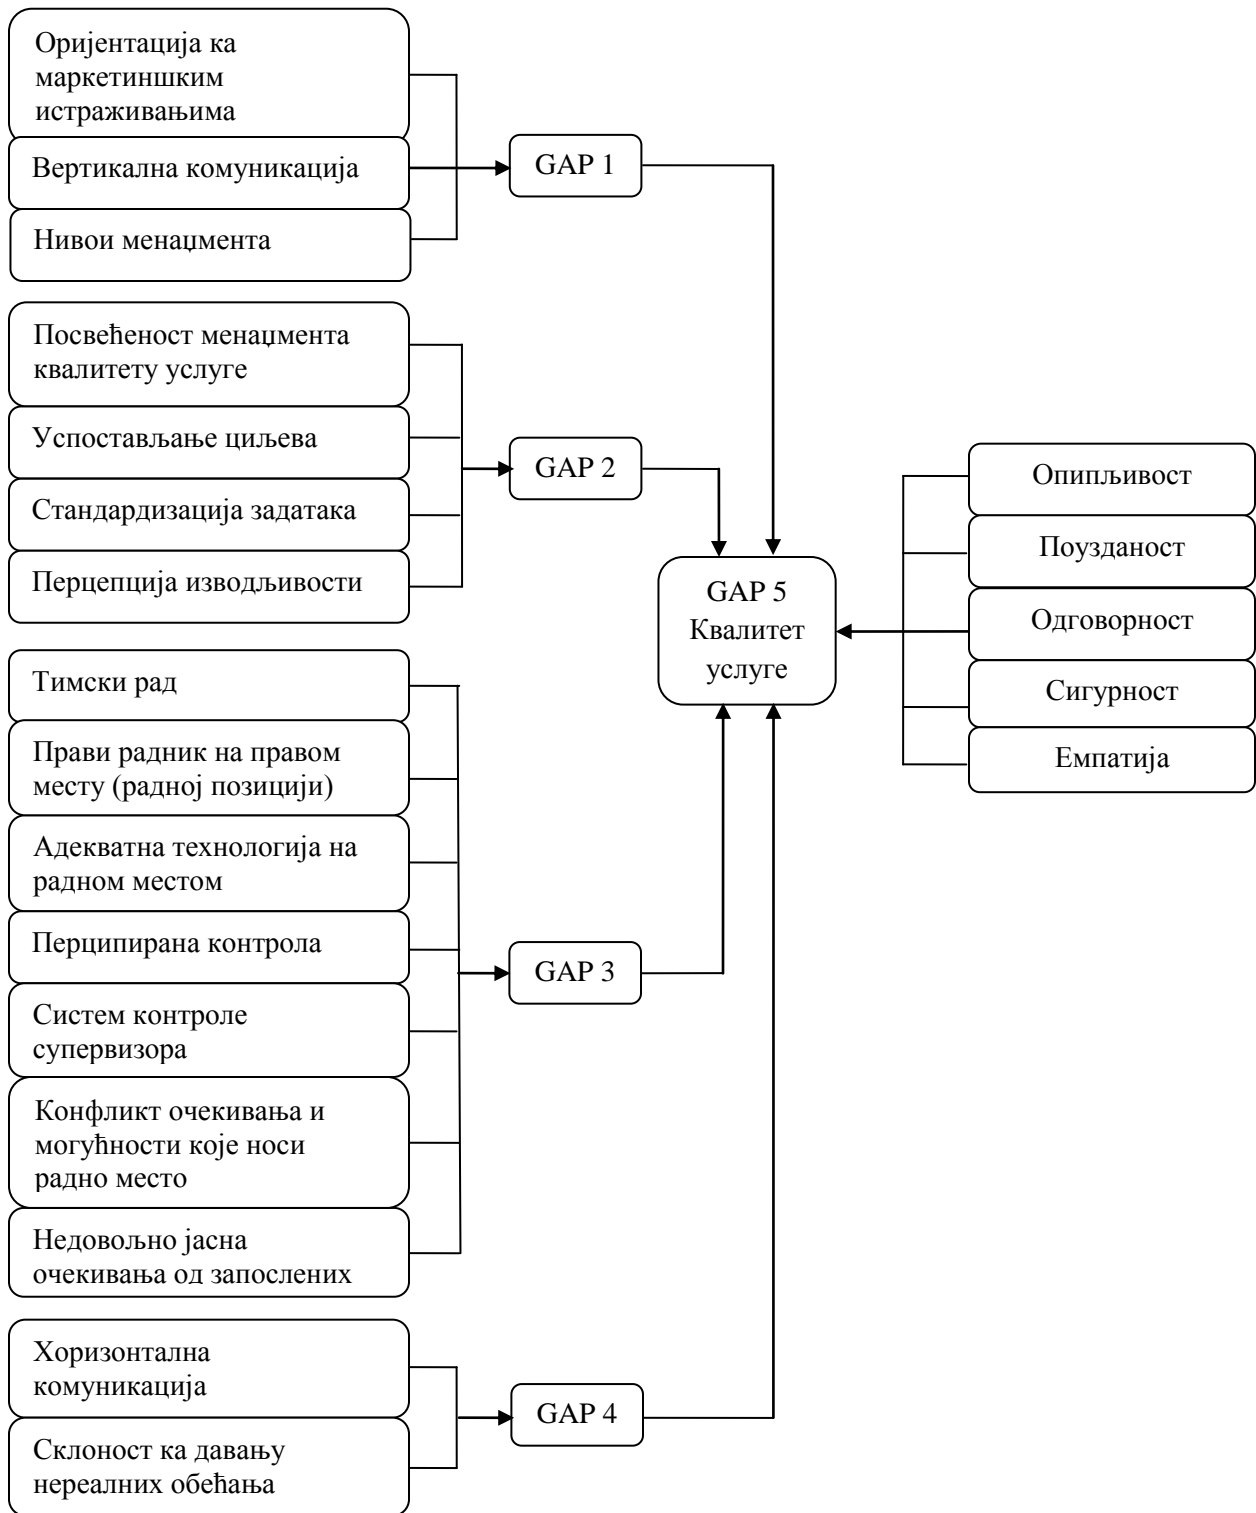 Оријентација ка
маркетиншким
истраживањима
Вертикална комуникација
Нивои менаџмента
GAP 1
Посвећеност менаџмента
квалитету услуге
Успостављање циљева
Стандардизација задатака
Перцепција изводљивости
GAP 2
Тимски рад
Прави радник на правом
месту (радној позицији)
Адекватна технологија на
радном местом
Перципирана контрола
Систем контроле
супервизора
Конфликт очекивања и
могућности које носи
радно место
Недовољно јасна
очекивања од запослених
GAP 3
Хоризонтална
комуникација
Склоност ка давању
нереалних обећања
GAP 4
GAP 5
Квалитет
услуге
Опипљивост
Поузданост
Одговорност
Сигурност
Емпатија